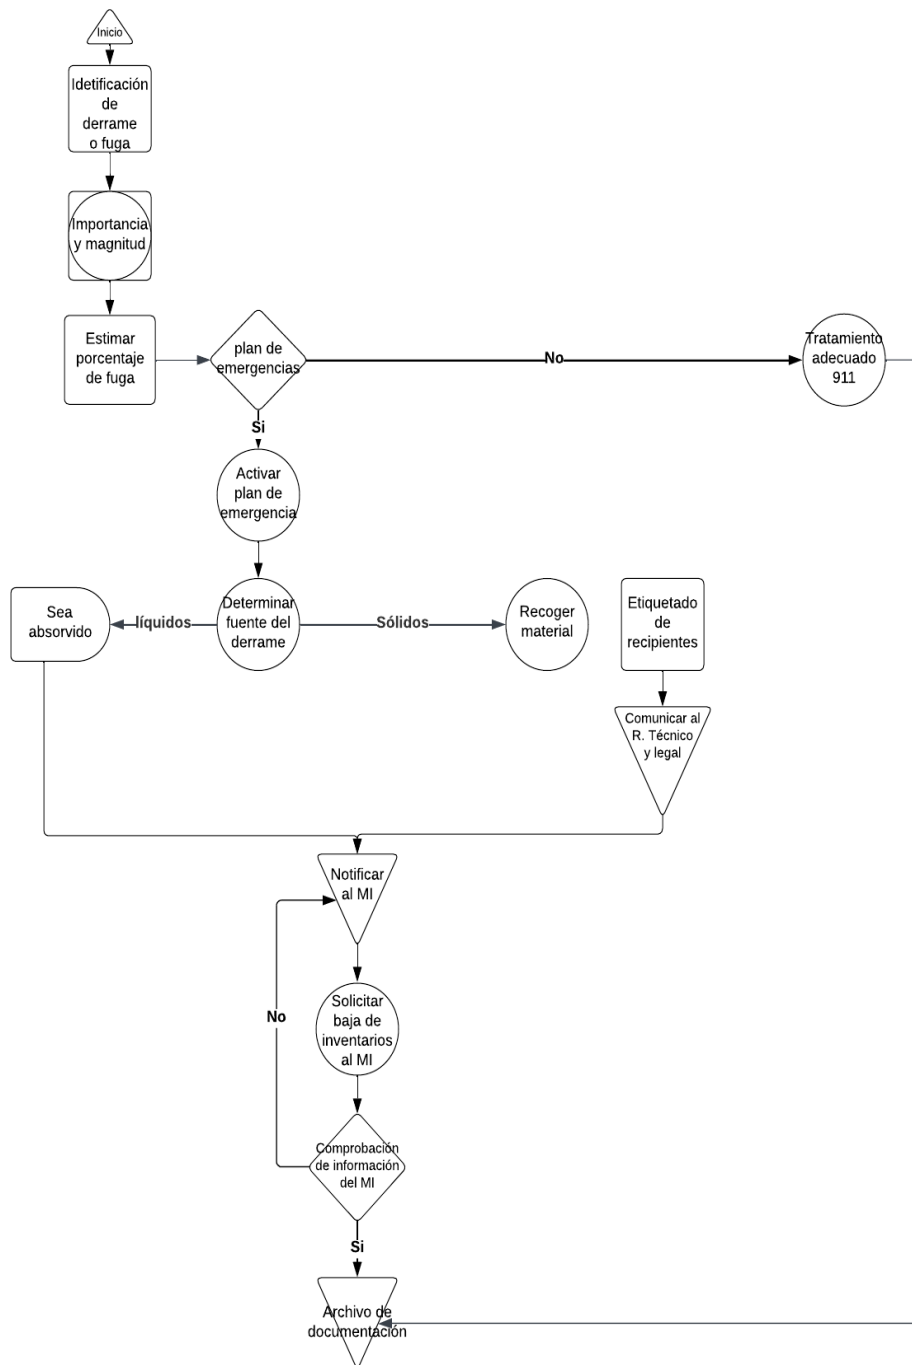 Inicio
Idetificación
de
derrame
o fuga
Importancia
y magnitud
Estimar
porcentaje
de fuga
plan de
emergencias
No
Tratamiento
adecuado
911
Si
Activar
plan de
emergencia
Sea
absorvido
líquidos
Determinar
fuente del
derrame
Sólidos
Recoger
material
Etiquetado
de
recipientes
Comunicar al
R. Técnico
y legal
Notificar
al MI
No
Solicitar
baja de
inventarios
al MI
Comprobación
de información
del MI
Si
Archivo de
documentación